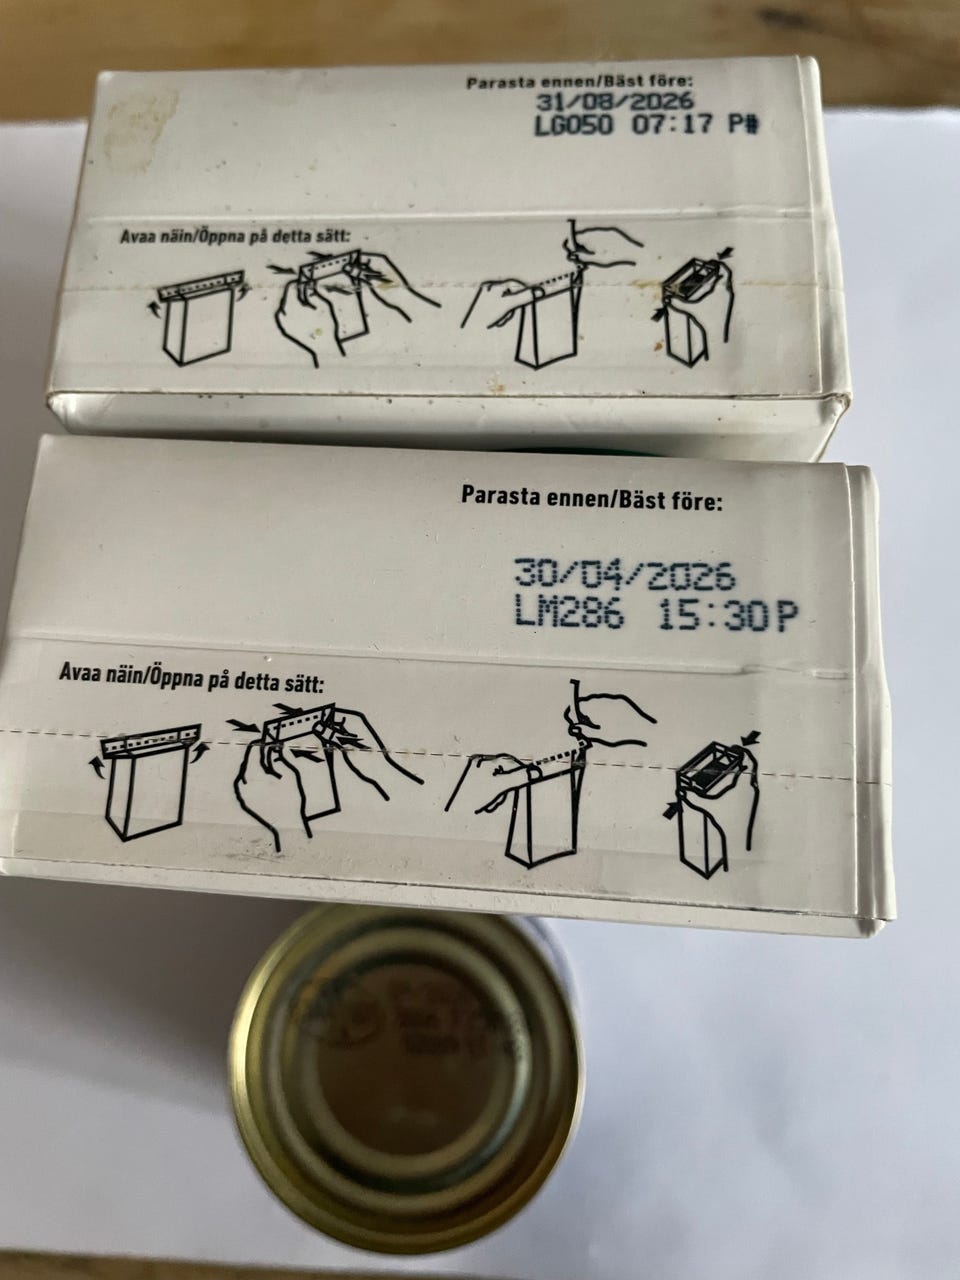 Parasta ennen/Bäst före:
31/08/2026
LG050 07:17 P#
Avaa näin/Öppna på detta sätt:
Parasta ennen/Bäst före:
30/04/2026
LM286 15:30P
Avaa näin/Öppna på detta sätt: